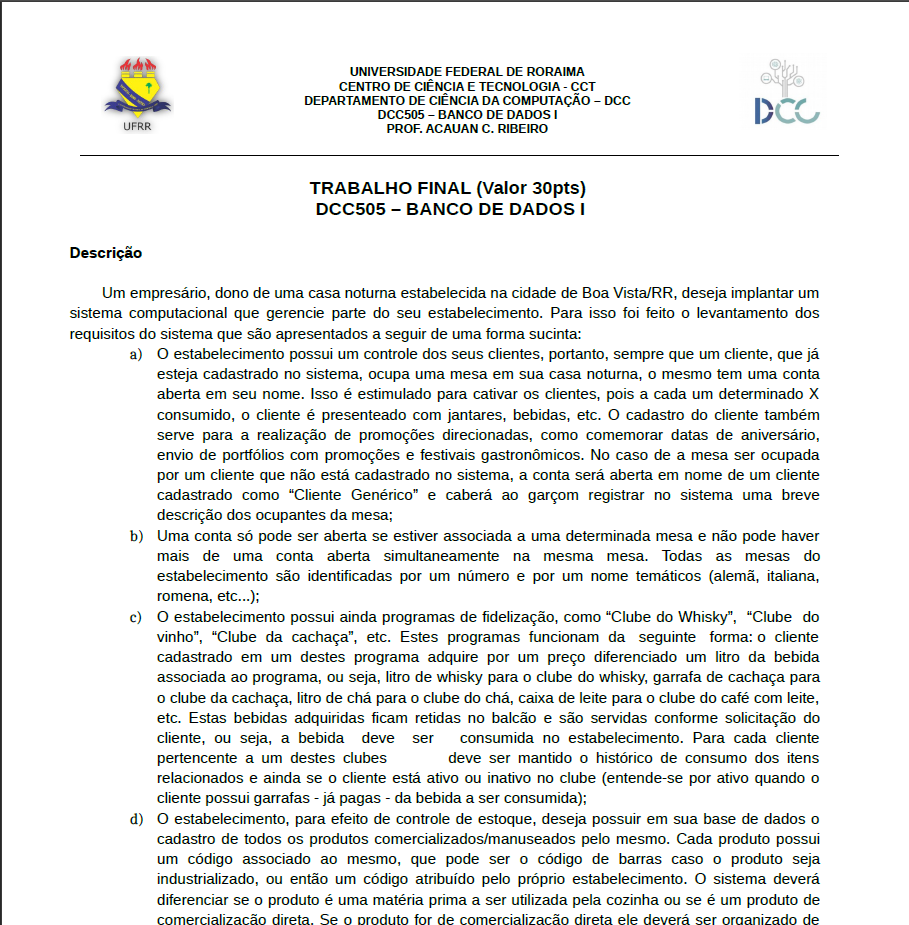 UNIVERSIDADE FEDERAL DE RORAIMA
CENTRO DE CIÊNCIA E TECNOLOGIA - CCT
DEPARTAMENTO DE CIÊNCIA DA COMPUTAÇÃO – DCC
DCC505 – BANCO DE DADOS I
PROF. ACAUAN C. RIBEIRO
UFRR
DCC
TRABALHO FINAL (Valor 30pts)
DCC505 – BANCO DE DADOS I
Descrição
Um empresário, dono de uma casa noturna estabelecida na cidade de Boa Vista/RR, deseja implantar um
sistema computacional que gerencie parte do seu estabelecimento. Para isso foi feito o levantamento dos
requisitos do sistema que são apresentados a seguir de uma forma sucinta:
a) O estabelecimento possui um controle dos seus clientes, portanto, sempre que um cliente, que já
esteja cadastrado no sistema, ocupa uma mesa em sua casa noturna, o mesmo tem uma conta
aberta em seu nome. Isso é estimulado para cativar os clientes, pois a cada um determinado X
consumido, o cliente é presenteado com jantares, bebidas, etc. O cadastro do cliente também
serve para a realização de promoções direcionadas, como comemorar datas de aniversário,
envio de portfólios com promoções e festivais gastronômicos. No caso de a mesa ser ocupada
por um cliente que não está cadastrado no sistema, a conta será aberta em nome de um cliente
cadastrado como “Cliente Genérico” e caberá ao garçom registrar no sistema uma breve
descrição dos ocupantes da mesa;
b) Uma conta só pode ser aberta se estiver associada a uma determinada mesa e não pode haver
mais de uma conta aberta simultaneamente na mesma mesa. Todas as mesas do
estabelecimento são identificadas por um número e por um nome temáticos (alemã, italiana,
romena, etc...);
c) O estabelecimento possui ainda programas de fidelização, como “Clube do Whisky”, “Clube do
vinho”, “Clube da cachaça”, etc. Estes programas funcionam da seguinte forma: o cliente
cadastrado em um destes programa adquire por um preço diferenciado um litro da bebida
associada ao programa, ou seja, litro de whisky para o clube do whisky, garrafa de cachaça para
o clube da cachaça, litro de chá para o clube do chá, caixa de leite para o clube do café com leite,
etc. Estas bebidas adquiridas ficam retidas no balcão e são servidas conforme solicitação do
cliente, ou seja, a bebida deve ser consumida no estabelecimento. Para cada cliente
pertencente a um destes clubes deve ser mantido o histórico de consumo dos itens
relacionados e ainda se o cliente está ativo ou inativo no clube (entende-se por ativo quando o
cliente possui garrafas - já pagas - da bebida a ser consumida);
d) O estabelecimento, para efeito de controle de estoque, deseja possuir em sua base de dados o
cadastro de todos os produtos comercializados/manuseados pelo mesmo. Cada produto possui
um código associado ao mesmo, que pode ser o código de barras caso o produto seja
industrializado, ou então um código atribuído pelo próprio estabelecimento. O sistema deverá
diferenciar se o produto é uma matéria prima a ser utilizada pela cozinha ou se é um produto de
comercialização direta. Se o produto for de comercialização direta ele deverá ser organizado de